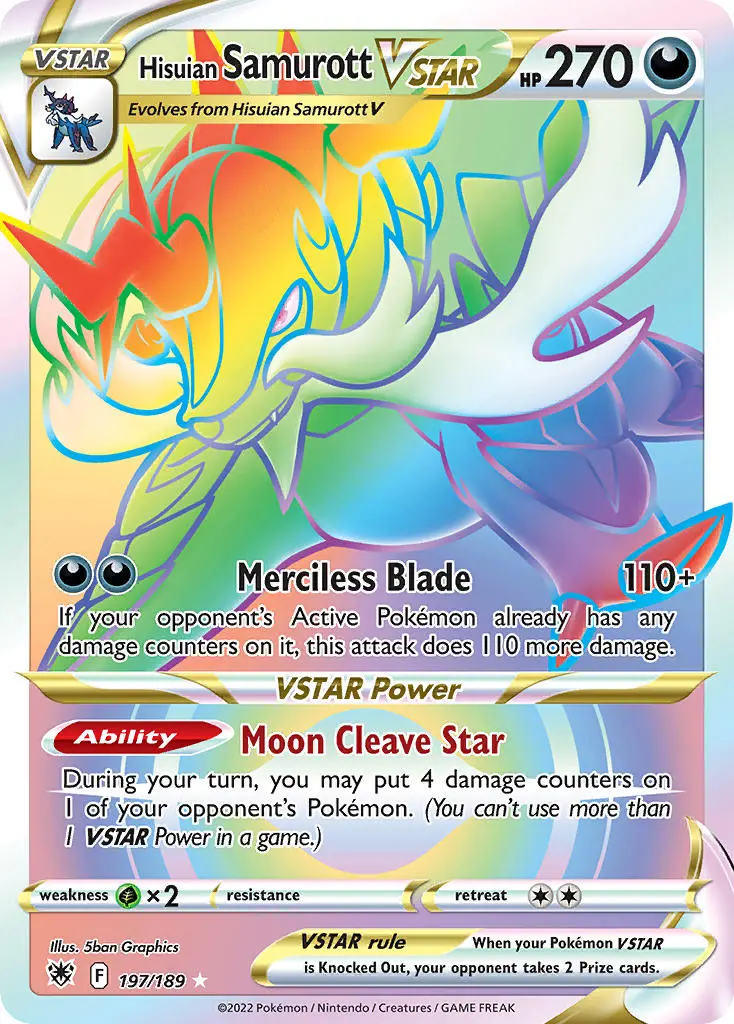 VSTAR
Hisuian Samurott VSTAR HP 270
Evolves from Hisuian Samurott V
Merciless Blade 110+
If your opponent's Active Pokémon already has any
damage counters on it, this attack does 110 more damage.
VSTAR Power
Ability Moon Cleave Star
During your turn, you may put 4 damage counters on
1 of your opponent's Pokémon. (You can't use more than
1 VSTAR Power in a game.)
weakness ×2 resistance retreat
Illus. 5ban Graphics
VSTAR rule When your Pokémon VSTAR
is Knocked Out, your opponent takes 2 Prize cards.
F 197/189
©2022 Pokémon / Nintendo / Creatures / GAME FREAK